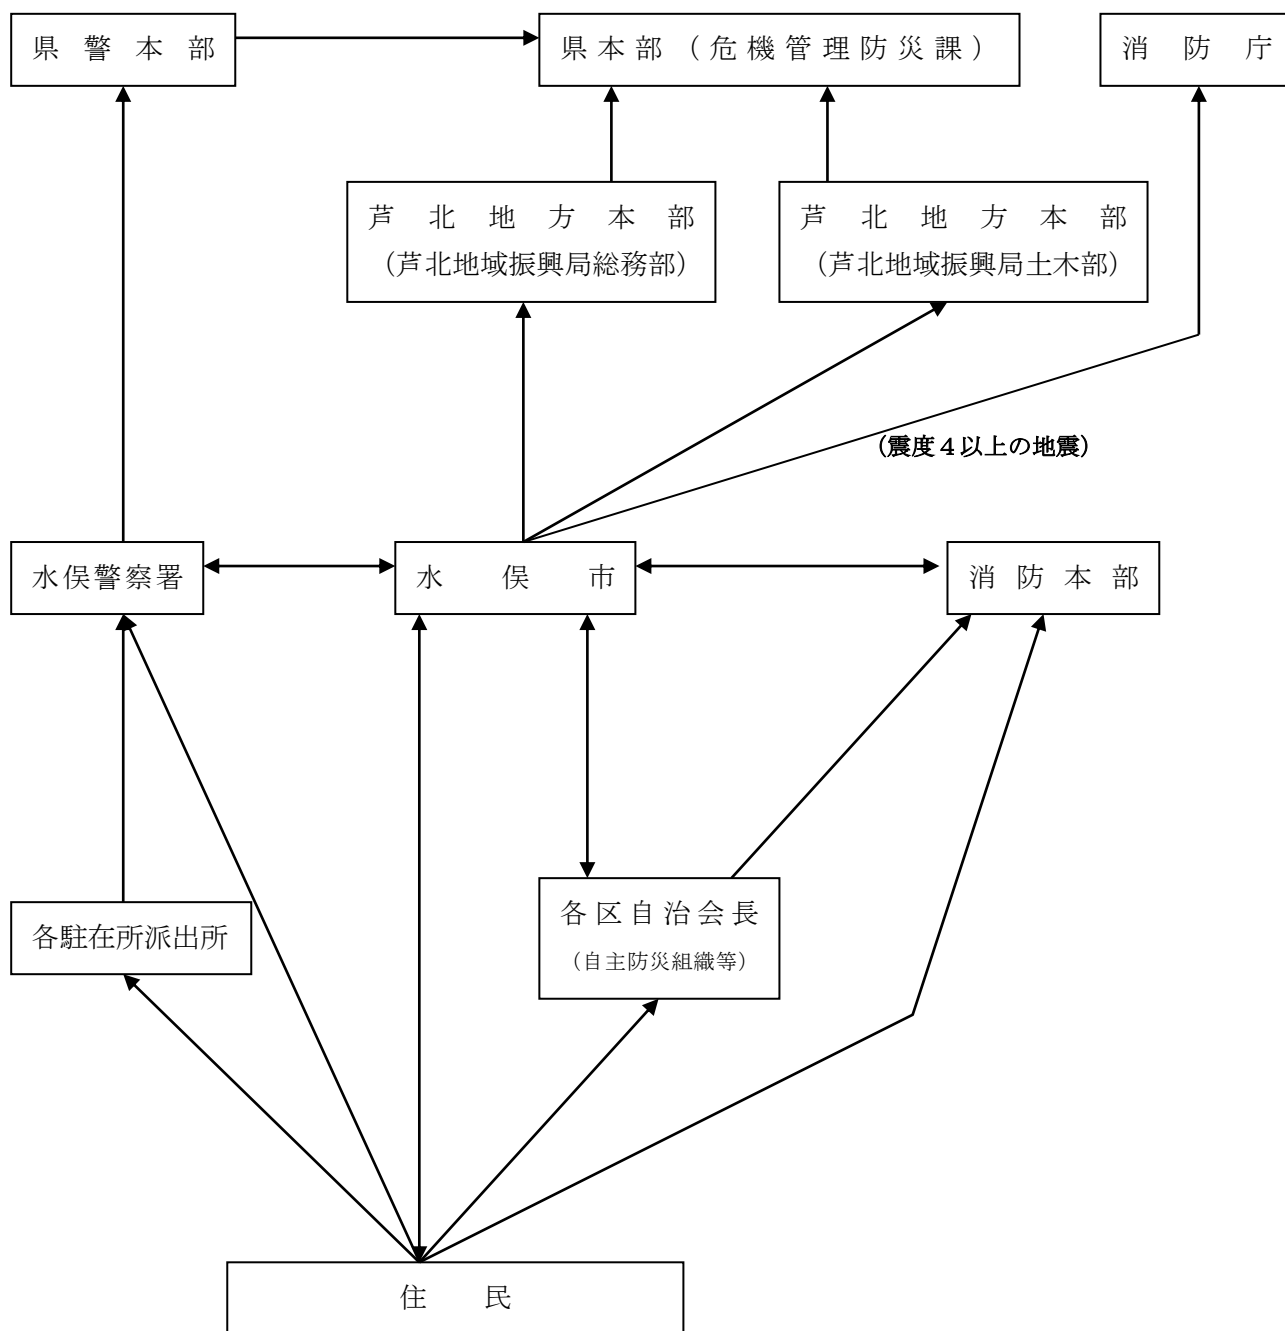 県警本部
県本部（危機管理防災課）
消防庁
芦北地方本部
（芦北地域振興局総務部）
芦北地方本部
（芦北地域振興局土木部）
（震度４以上の地震）
水俣警察署
水俣市
消防本部
各駐在所派出所
各区自治会長
（自主防災組織等）
住民